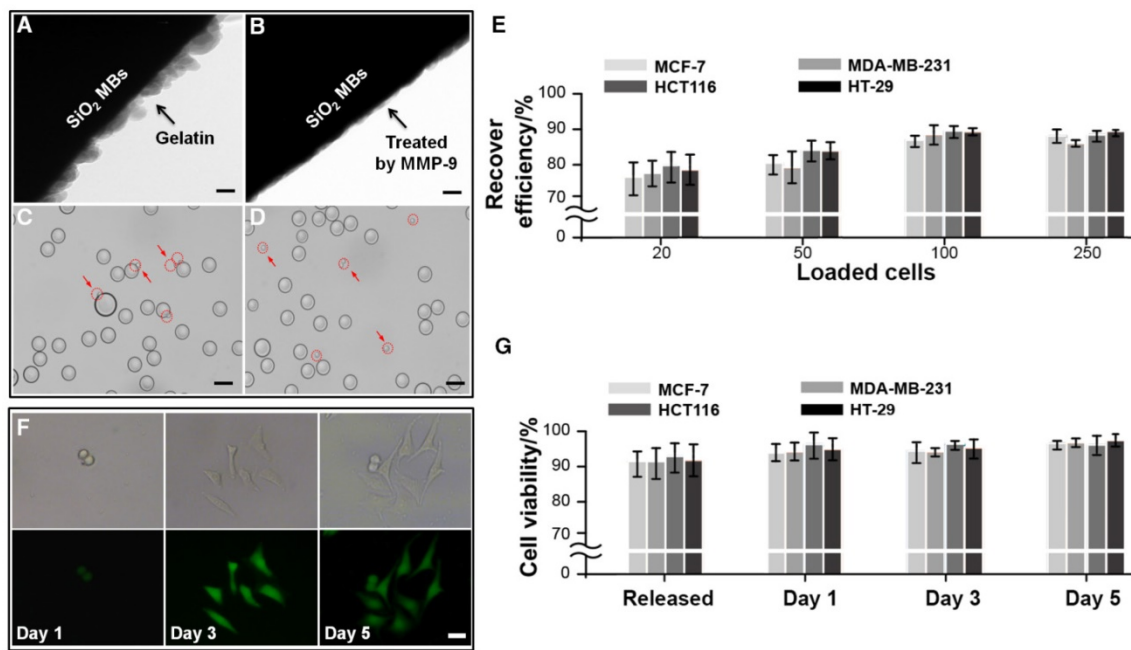 A
SiO₂ MBs
Gelatin
B
SiO₂ MBs
Treated
by MMP-9
C
D
E
MCF-7
MDA-MB-231
HCT116
HT-29
Recover
efficiency/%
100
90
80
70
0
20
50
100
250
Loaded cells
F
Day 1
Day 3
Day 5
G
MCF-7
MDA-MB-231
HCT116
HT-29
Cell viability/%
100
90
80
70
0
Released
Day 1
Day 3
Day 5